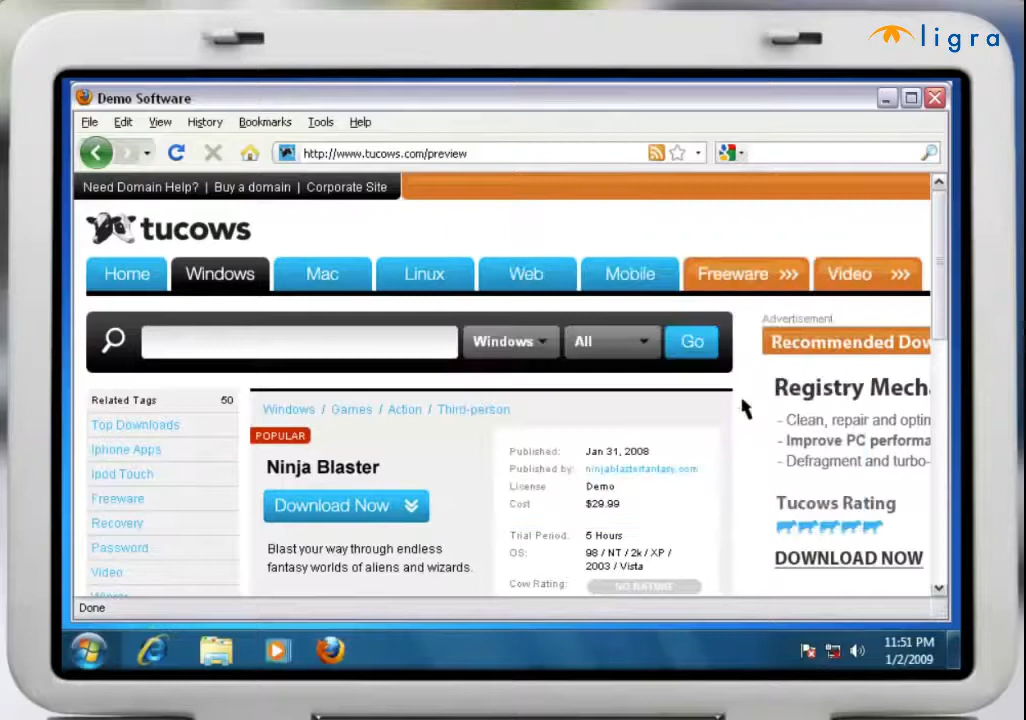 ligra
Demo Software
File Edit View History Bookmarks Tools Help
http://www.tucows.com/preview
Need Domain Help? | Buy a domain | Corporate Site
tucows
Home Windows Mac Linux Web Mobile Freeware >>> Video >>>
Windows All Go
Advertisement
Recommended Dow
Related Tags 50
Top Downloads
Iphone Apps
Ipod Touch
Freeware
Recovery
Password
Video
Windows / Games / Action / Third-person
POPULAR
Ninja Blaster
Download Now
Blast your way through endless
fantasy worlds of aliens and wizards.
Published: Jan 31, 2008
Published by: ninjablasterfantasy.com
License Demo
Cost $29.99
Trial Period: 5 Hours
OS: 98 / NT / 2k / XP /
2003 / Vista
Cow Rating: NO RATING
Registry Mech
- Clean, repair and optin
- Improve PC performa
- Defragment and turbo-
Tucows Rating
DOWNLOAD NOW
Done
11:51 PM
1/2/2009